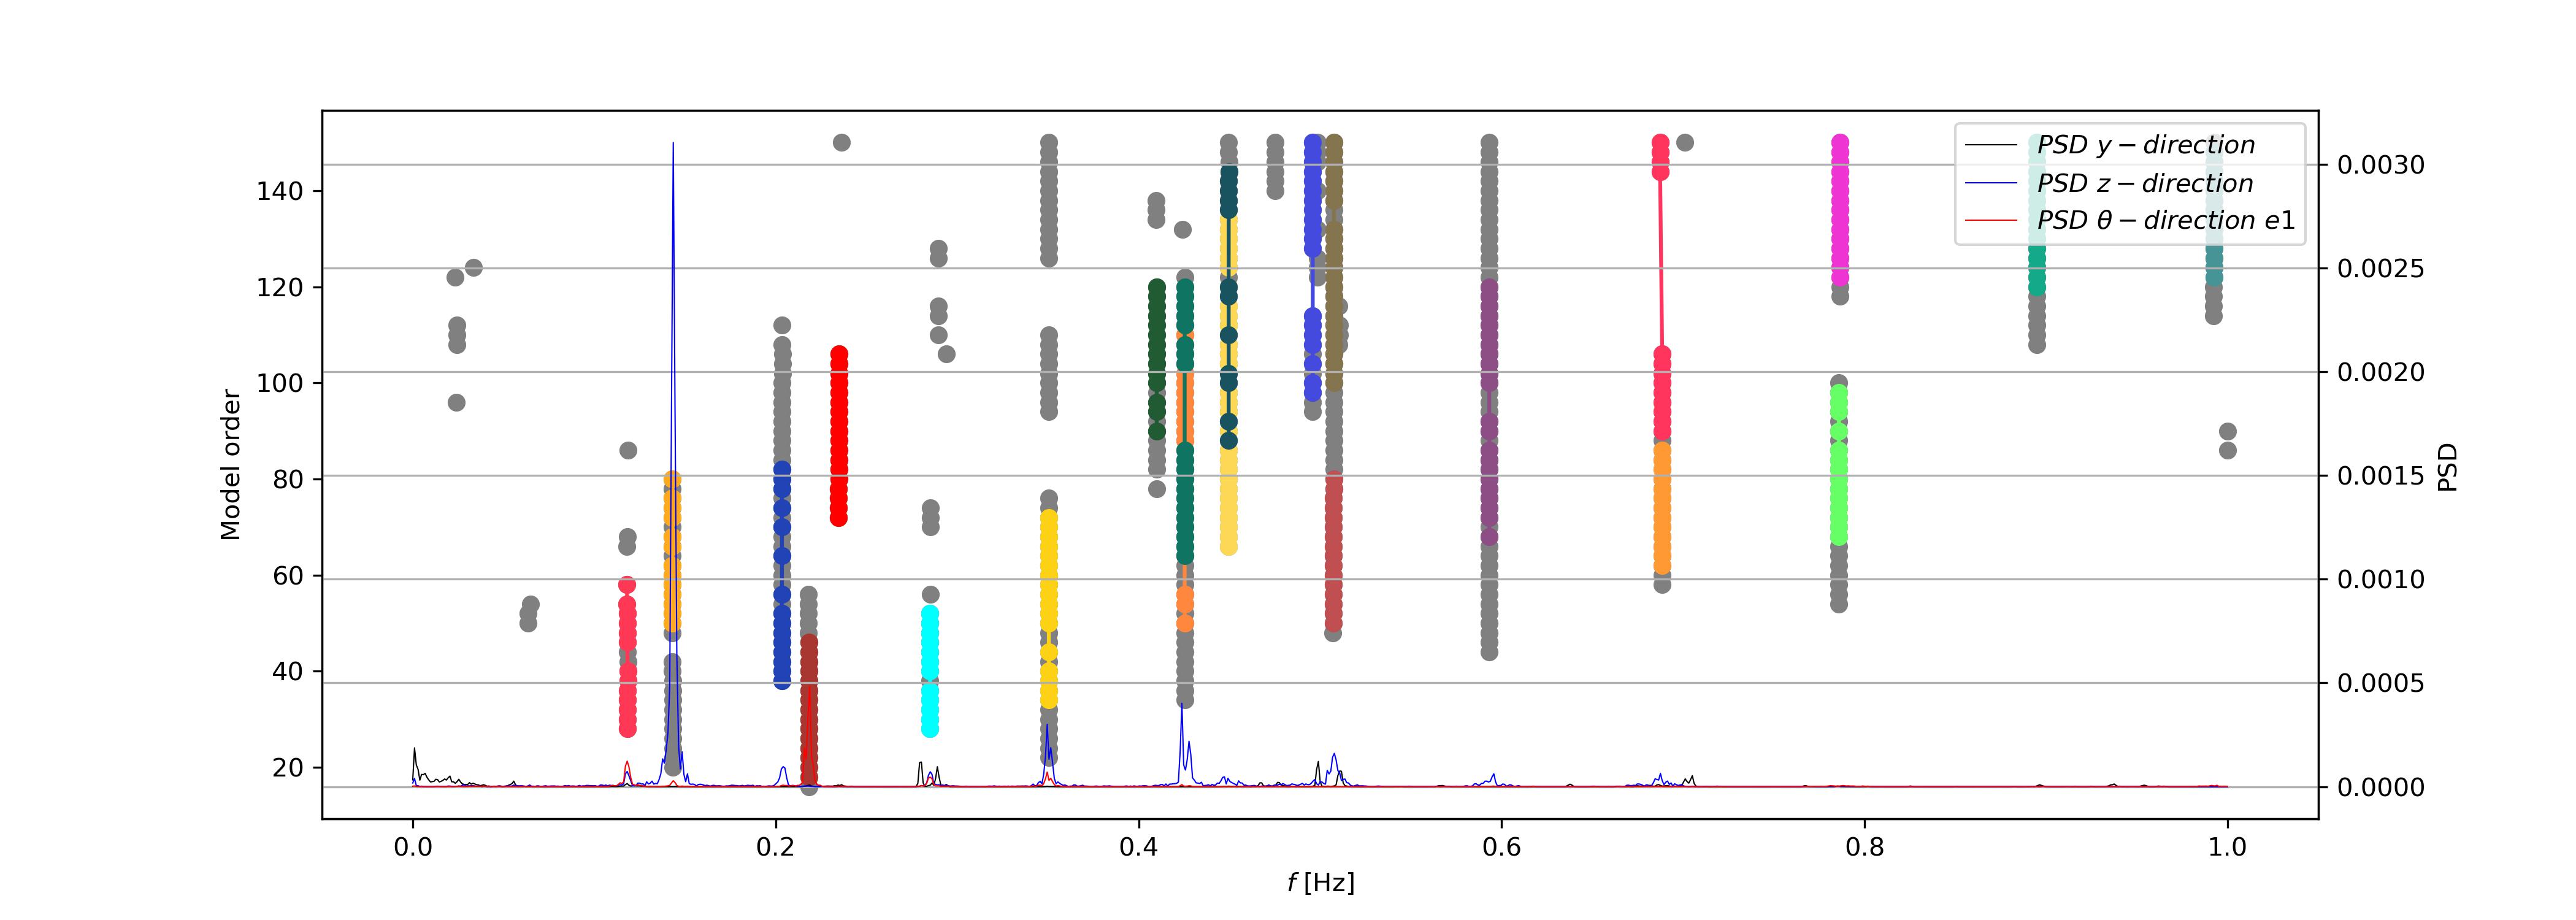 PSD y − direction
PSD z − direction
PSD θ − direction e1
140
120
100
80
60
40
20
Model order
0.0030
0.0025
0.0020
0.0015
0.0010
0.0005
0.0000
PSD
0.0 0.2 0.4 0.6 0.8 1.0
f [Hz]